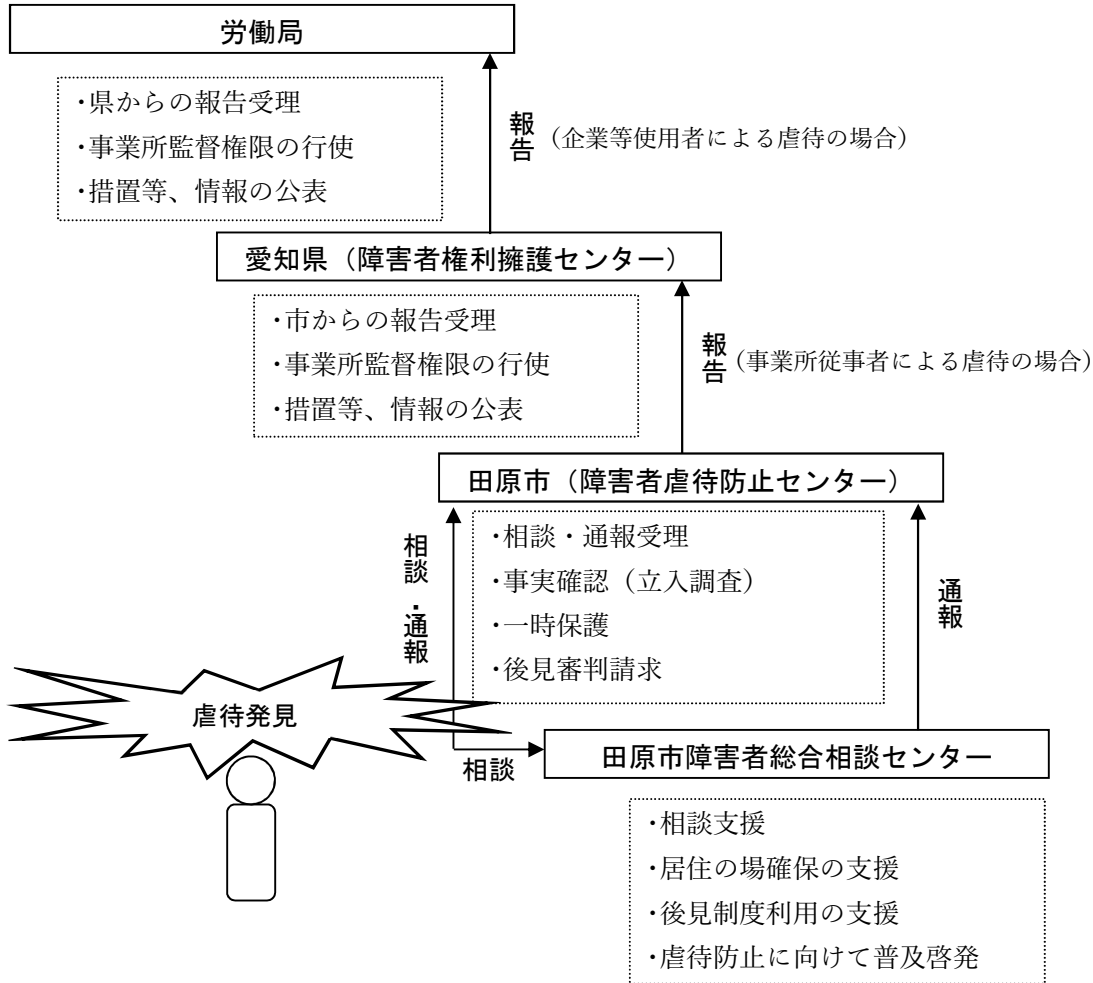 労働局
・県からの報告受理
・事業所監督権限の行使
・措置等、情報の公表
報告
(企業等使用者による虐待の場合)
愛知県（障害者権利擁護センター）
・市からの報告受理
・事業所監督権限の行使
・措置等、情報の公表
報告
(事業所従事者による虐待の場合)
田原市（障害者虐待防止センター）
相談・通報
・相談・通報受理
・事実確認（立入調査）
・一時保護
・後見審判請求
通報
虐待発見
相談
田原市障害者総合相談センター
・相談支援
・居住の場確保の支援
・後見制度利用の支援
・虐待防止に向けて普及啓発